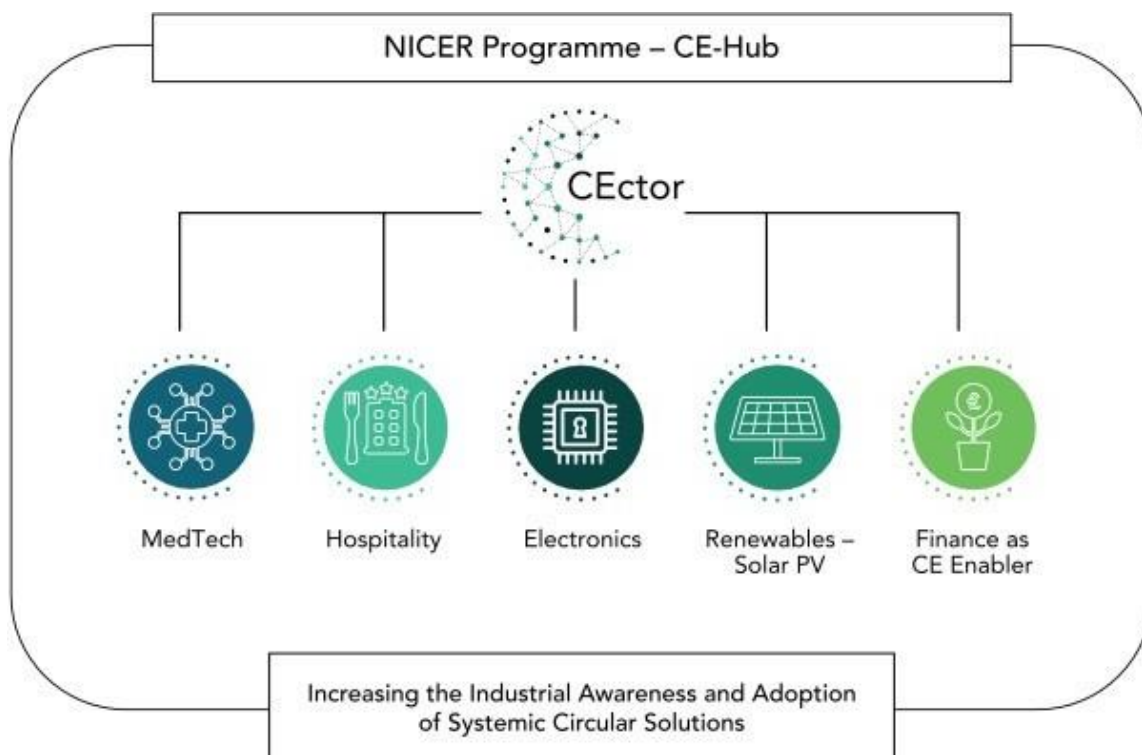 NICER Programme – CE-Hub
CEctor
MedTech
Hospitality
Electronics
Renewables –
Solar PV
Finance as
CE Enabler
Increasing the Industrial Awareness and Adoption
of Systemic Circular Solutions